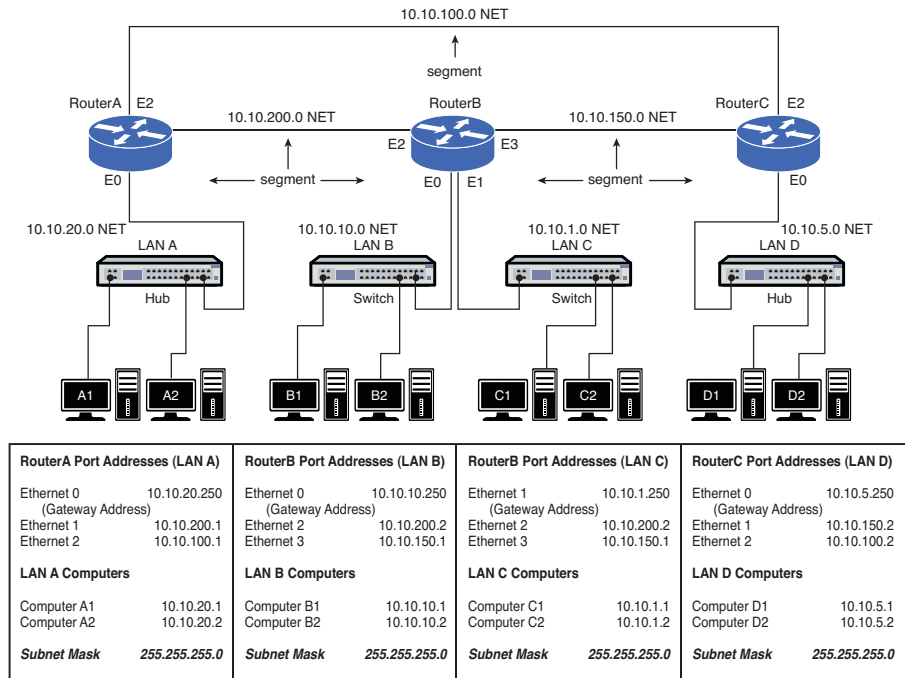 10.10.100.0 NET
segment
RouterA E2
RouterB
RouterC E2
10.10.200.0 NET
10.10.150.0 NET
E2 E3
segment
segment
E0
E0 E1
E0
10.10.20.0 NET
10.10.10.0 NET
10.10.1.0 NET
10.10.5.0 NET
LAN A
LAN B
LAN C
LAN D
Hub
Switch
Switch
Hub
A1 A2 B1 B2 C1 C2 D1 D2
RouterA Port Addresses (LAN A)
Ethernet 0 10.10.20.250
(Gateway Address)
Ethernet 1 10.10.200.1
Ethernet 2 10.10.100.1
LAN A Computers
Computer A1 10.10.20.1
Computer A2 10.10.20.2
Subnet Mask 255.255.255.0
RouterB Port Addresses (LAN B)
Ethernet 0 10.10.10.250
(Gateway Address)
Ethernet 2 10.10.200.2
Ethernet 3 10.10.150.1
LAN B Computers
Computer B1 10.10.10.1
Computer B2 10.10.10.2
Subnet Mask 255.255.255.0
RouterB Port Addresses (LAN C)
Ethernet 1 10.10.1.250
(Gateway Address)
Ethernet 2 10.10.200.2
Ethernet 3 10.10.150.1
LAN C Computers
Computer C1 10.10.1.1
Computer C2 10.10.1.2
Subnet Mask 255.255.255.0
RouterC Port Addresses (LAN D)
Ethernet 0 10.10.5.250
(Gateway Address)
Ethernet 1 10.10.150.2
Ethernet 2 10.10.100.2
LAN D Computers
Computer D1 10.10.5.1
Computer D2 10.10.5.2
Subnet Mask 255.255.255.0